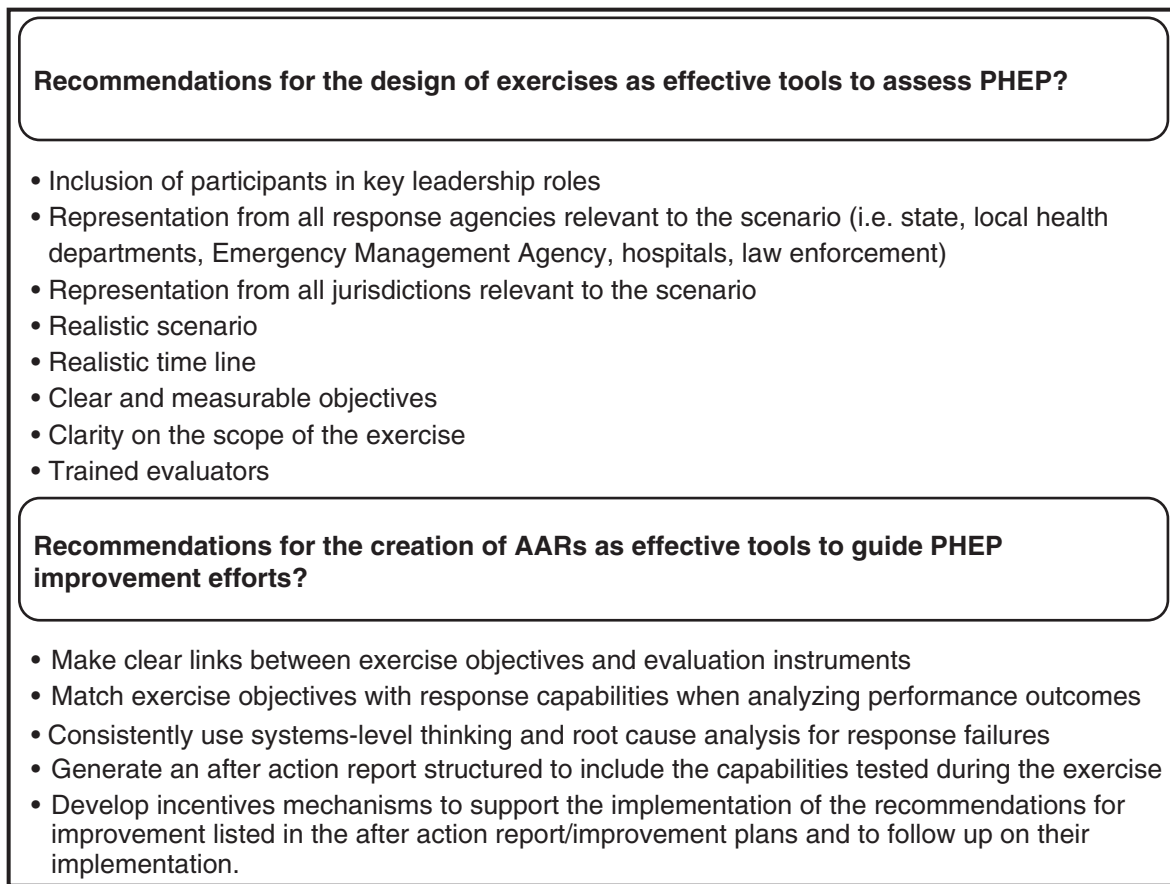 Recommendations for the design of exercises as effective tools to assess PHEP?
• Inclusion of participants in key leadership roles
• Representation from all response agencies relevant to the scenario (i.e. state, local health
departments, Emergency Management Agency, hospitals, law enforcement)
• Representation from all jurisdictions relevant to the scenario
• Realistic scenario
• Realistic time line
• Clear and measurable objectives
• Clarity on the scope of the exercise
• Trained evaluators
Recommendations for the creation of AARs as effective tools to guide PHEP
improvement efforts?
• Make clear links between exercise objectives and evaluation instruments
• Match exercise objectives with response capabilities when analyzing performance outcomes
• Consistently use systems-level thinking and root cause analysis for response failures
• Generate an after action report structured to include the capabilities tested during the exercise
• Develop incentives mechanisms to support the implementation of the recommendations for
improvement listed in the after action report/improvement plans and to follow up on their
implementation.